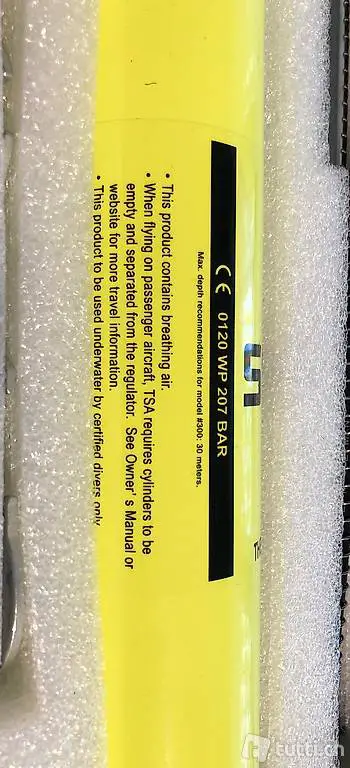 CE 0120 WP 207 BAR
Max. depth recommendations for model #300: 30 meters.
• This product contains breathing air.
• When flying on passenger aircraft, TSA requires cylinders to be
empty and separated from the regulator. See Owner' s Manual or
website for more travel information.
• This product to be used underwater by certified divers only
tutti.ch